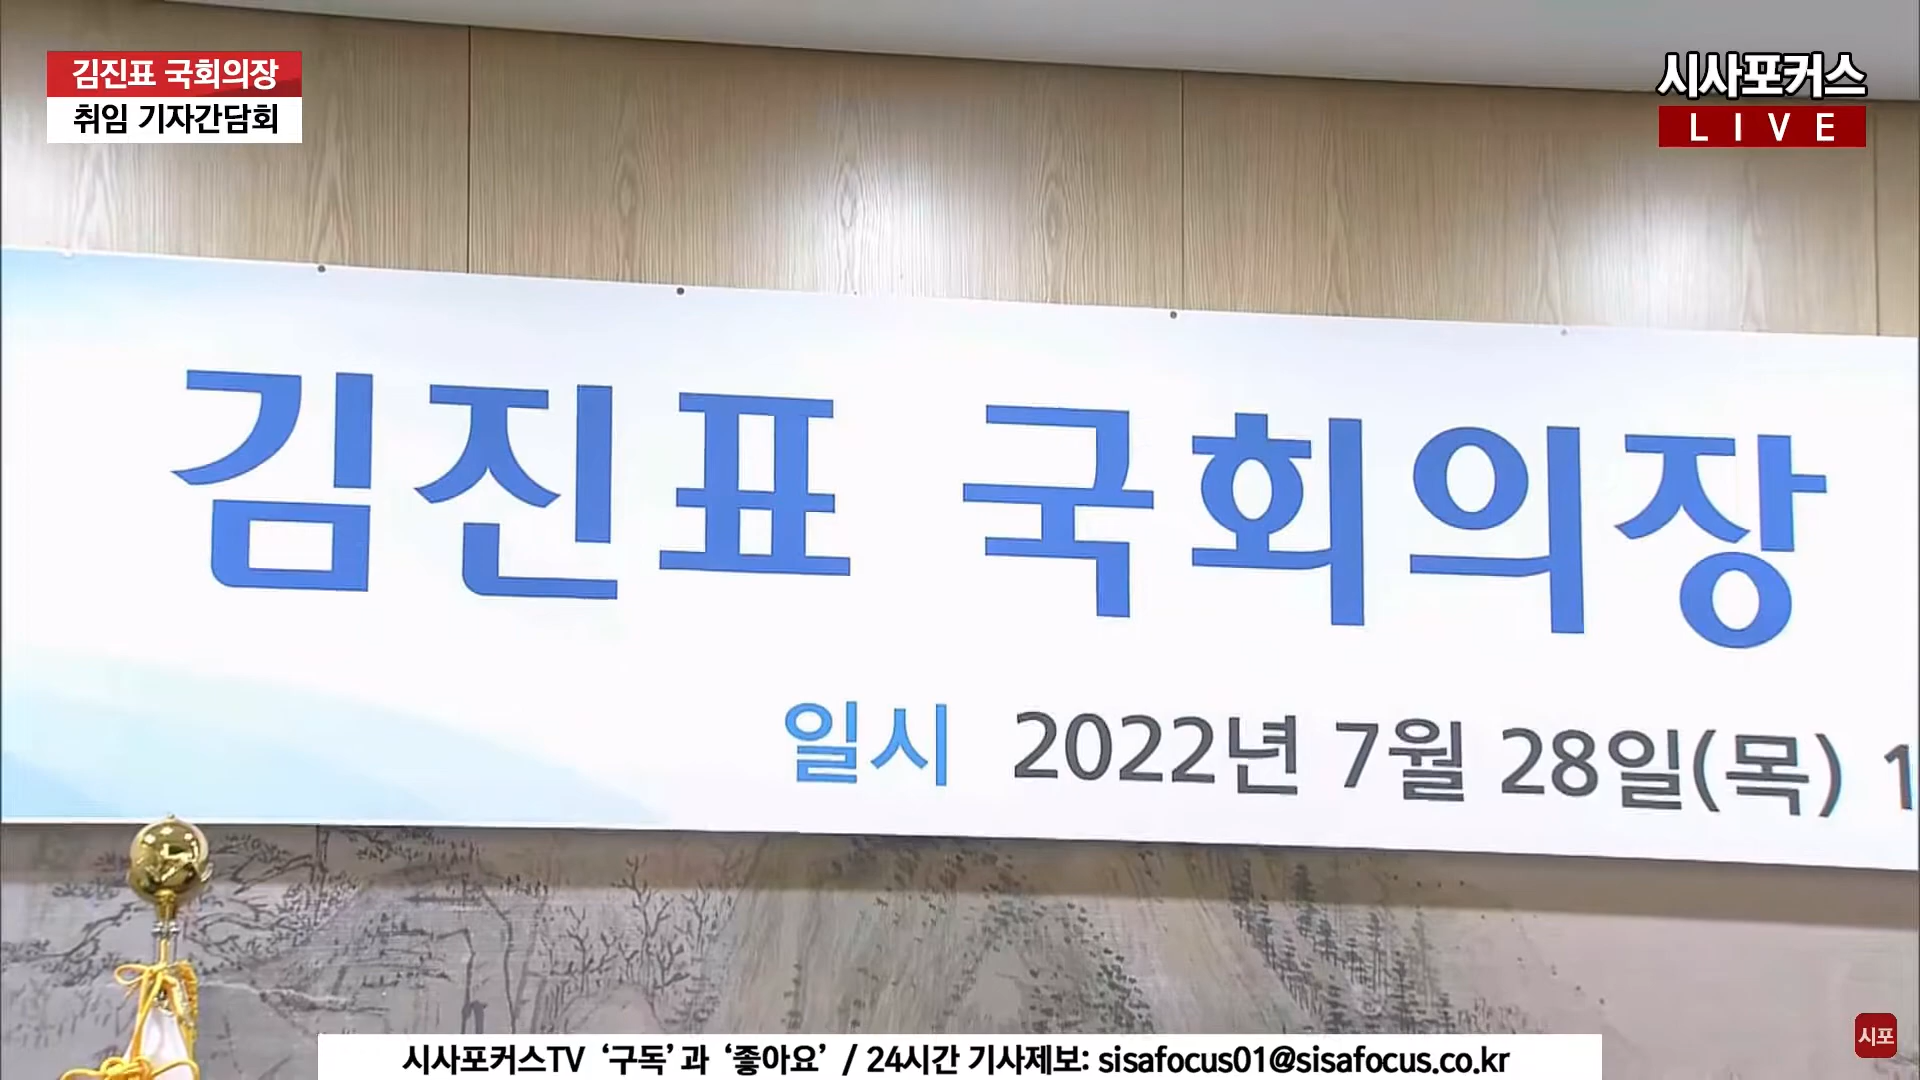 김진표 국회의장
취임 기자간담회
시사포커스
LIVE
김진표 국회의장
일시 2022년 7월 28일(목) 1
시포
시사포커스TV ‘구독’과 ‘좋아요’ / 24시간 기사제보: sisafocus01@sisafocus.co.kr